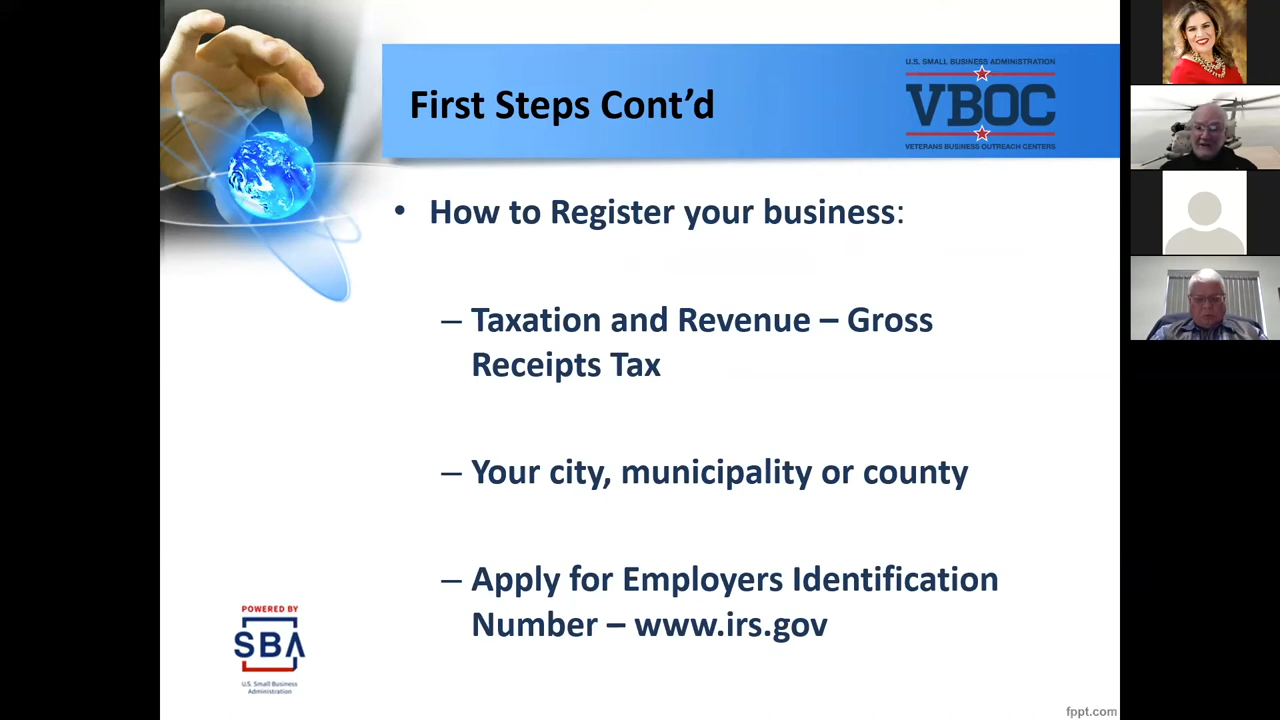 First Steps Cont’d
U.S. SMALL BUSINESS ADMINISTRATION
VBOC
VETERANS BUSINESS OUTREACH CENTERS
• How to Register your business:
– Taxation and Revenue – Gross
Receipts Tax
– Your city, municipality or county
– Apply for Employers Identification
Number – www.irs.gov
POWERED BY
SBA
U.S. Small Business
Administration
fppt.com